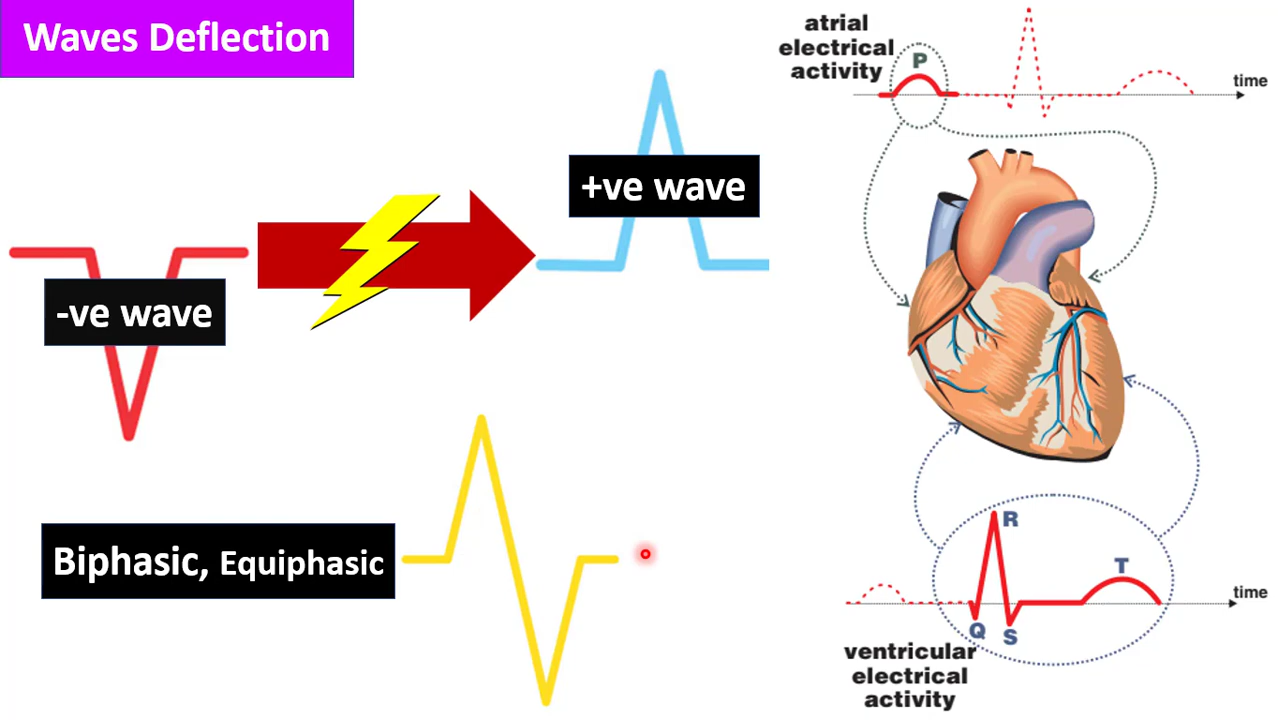 Waves Deflection
-ve wave
+ve wave
Biphasic, Equiphasic
atrial
electrical
activity
P
time
R
T
time
Q
S
ventricular
electrical
activity